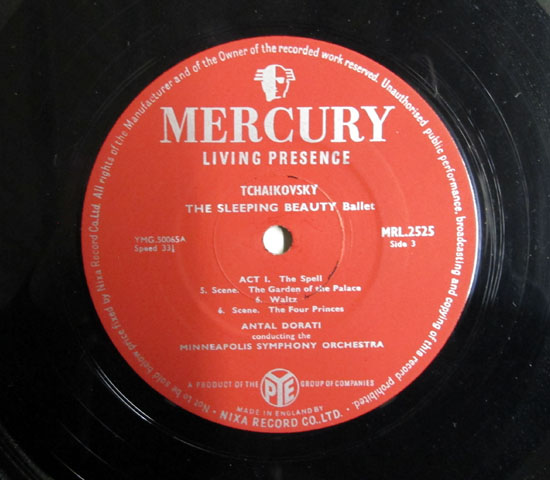 All rights of the Manufacturer and of the Owner of the recorded work reserved. Unauthorised public performance, broadcasting and copying of this record prohibited.
MERCURY
LIVING PRESENCE
TCHAIKOVSKY
THE SLEEPING BEAUTY Ballet
YMG.50065A
Speed 33⅓
MRL.2525
Side 3
ACT I. The Spell
5. Scene. The Garden of the Palace
6. Waltz
6. Scene. The Four Princes
ANTAL DORATI
conducting the
MINNEAPOLIS SYMPHONY ORCHESTRA
A PRODUCT OF THE PYE GROUP OF COMPANIES
MADE IN ENGLAND BY
· NIXA RECORD CO., LTD. ·
Not to be sold below price fixed by Nixa Record Co. Ltd.